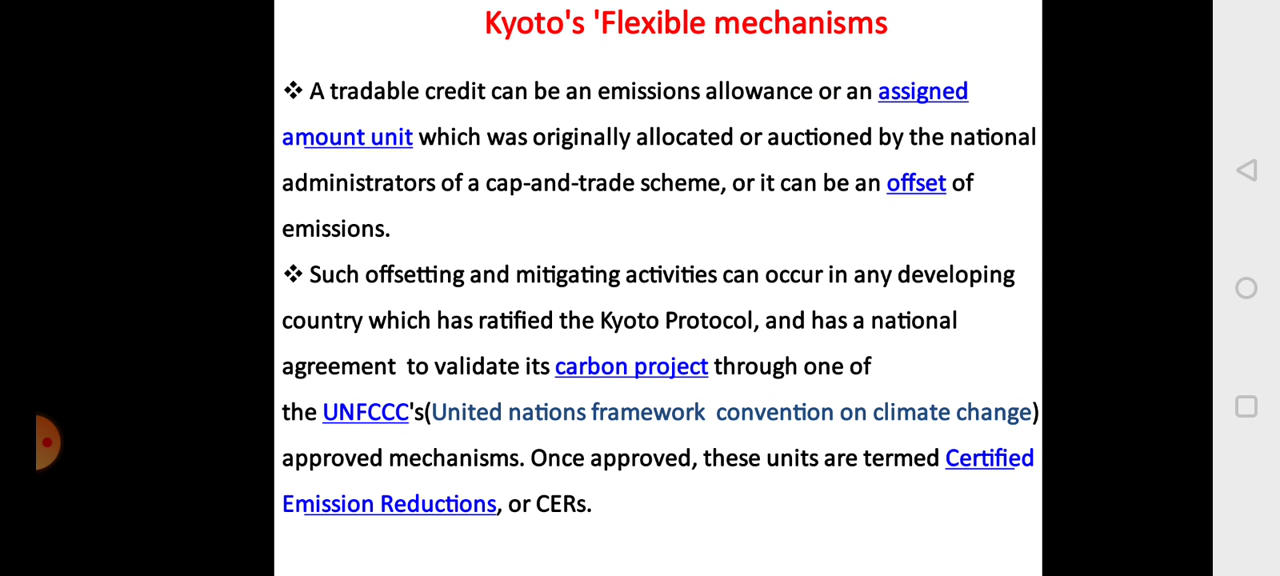 Kyoto's 'Flexible mechanisms
❖ A tradable credit can be an emissions allowance or an assigned
amount unit which was originally allocated or auctioned by the national
administrators of a cap-and-trade scheme, or it can be an offset of
emissions.
❖ Such offsetting and mitigating activities can occur in any developing
country which has ratified the Kyoto Protocol, and has a national
agreement to validate its carbon project through one of
the UNFCCC's(United nations framework convention on climate change)
approved mechanisms. Once approved, these units are termed Certified
Emission Reductions, or CERs.